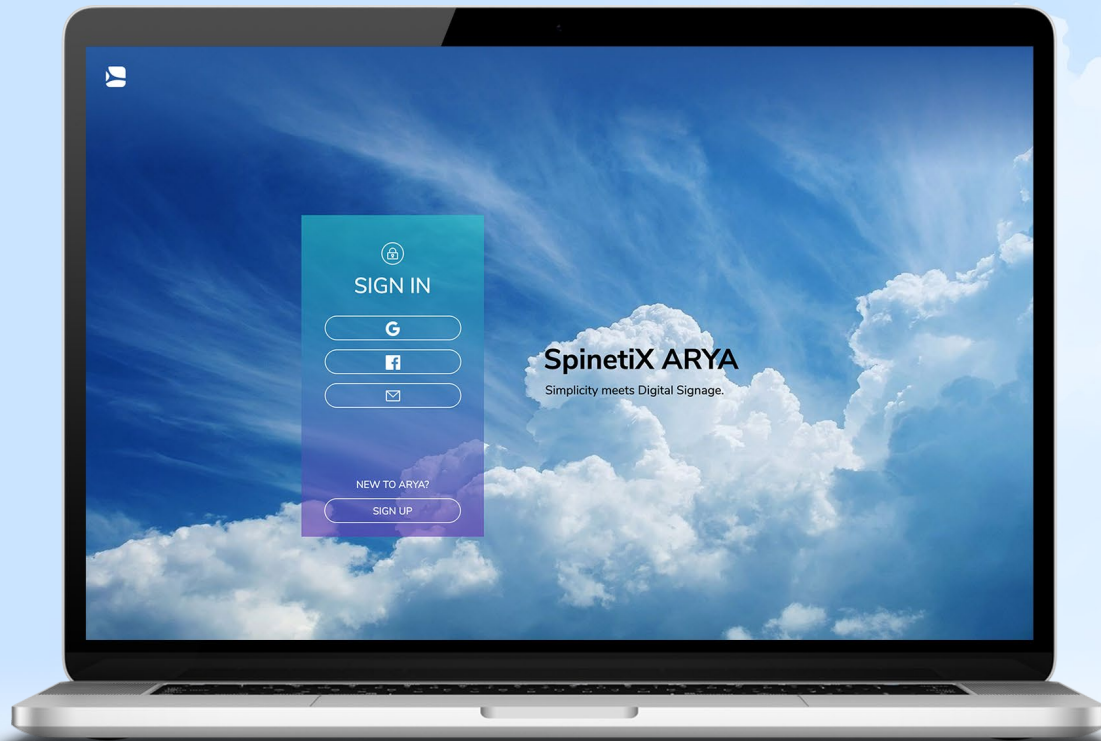 SIGN IN
G
SpinetiX ARYA
Simplicity meets Digital Signage.
NEW TO ARYA?
SIGN UP